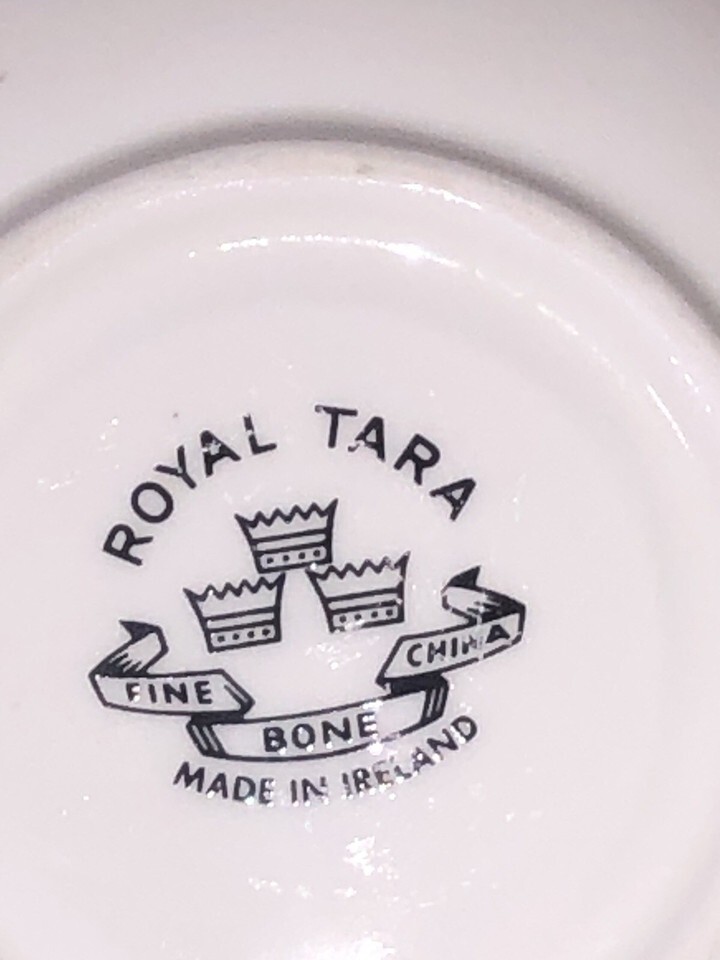 ROYAL TARA
FINE BONE CHINA
MADE IN IRELAND